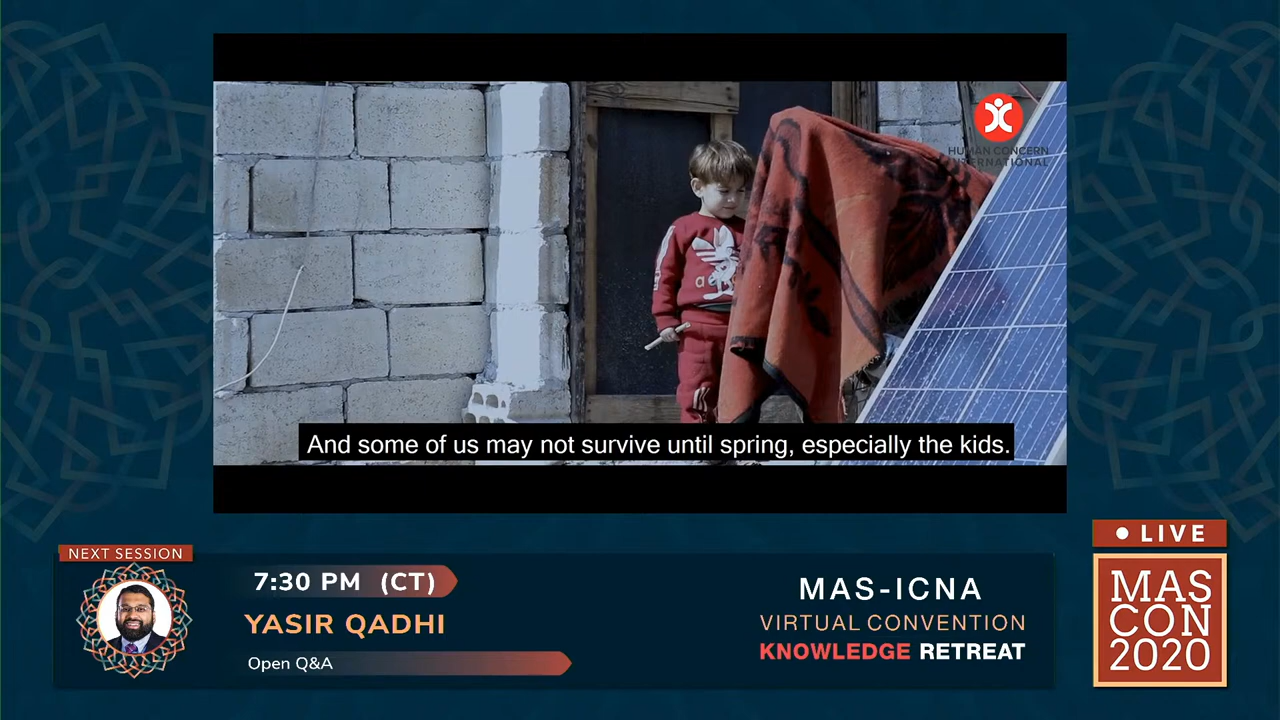 HUMAN CONCERN
INTERNATIONAL
And some of us may not survive until spring, especially the kids.
NEXT SESSION
7:30 PM (CT)
YASIR QADHI
Open Q&A
MAS-ICNA
VIRTUAL CONVENTION
KNOWLEDGE RETREAT
LIVE
MAS
CON
2020